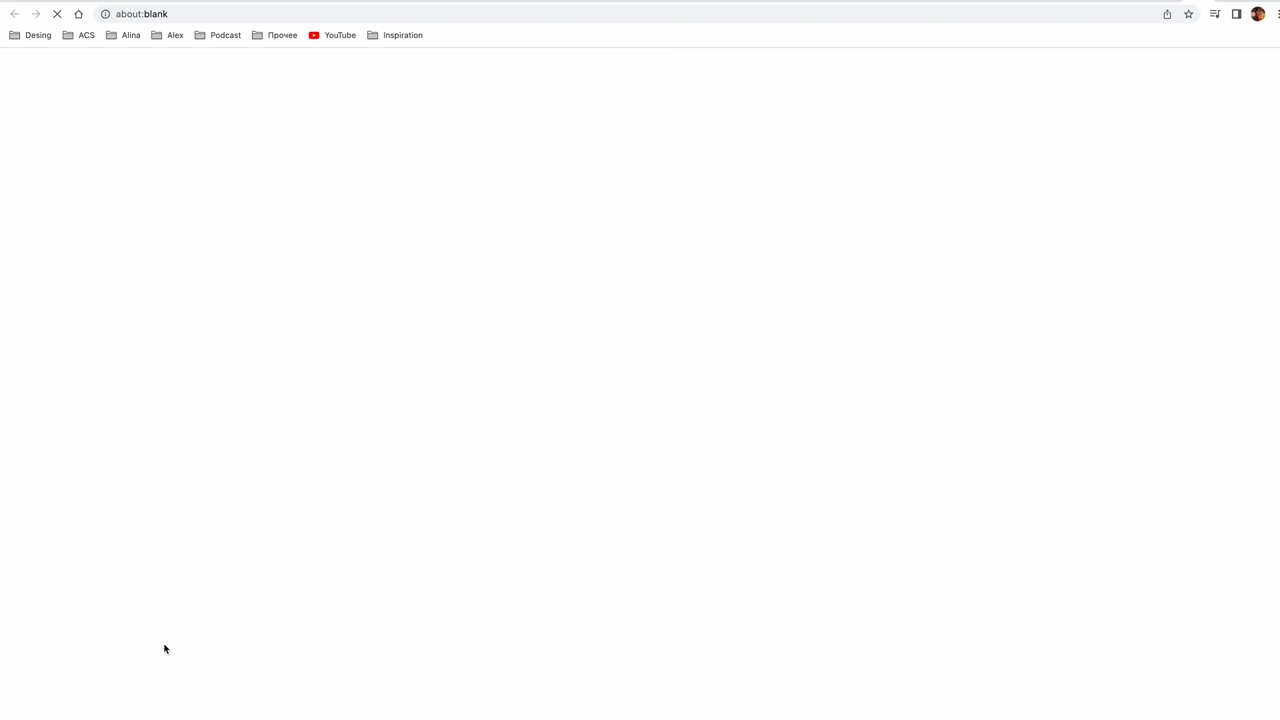 about:blank
Desing ACS Alina Alex Podcast Прочее YouTube Inspiration